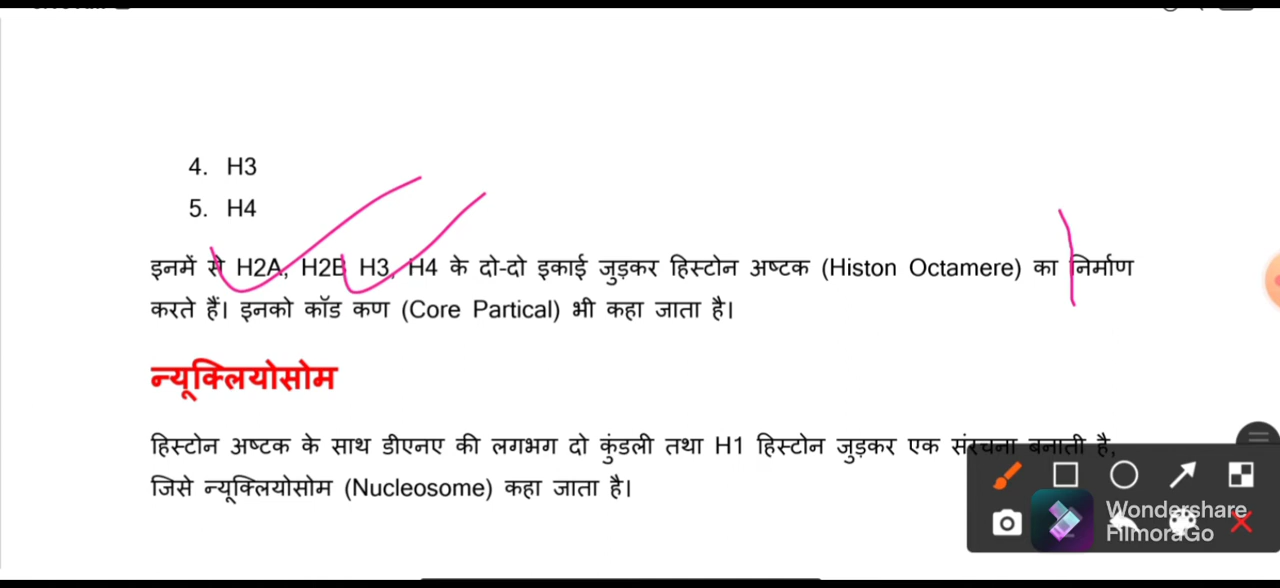 4. H3
5. H4
इनमें से H2A, H2B H3, H4 के दो-दो इकाई जुड़कर हिस्टोन अष्टक (Histon Octamere) का निर्माण
करते हैं। इनको कॉड कण (Core Partical) भी कहा जाता है।
न्यूक्लियोसोम
हिस्टोन अष्टक के साथ डीएनए की लगभग दो कुंडली तथा H1 हिस्टोन जुड़कर एक संरचना बनाती है,
जिसे न्यूक्लियोसोम (Nucleosome) कहा जाता है।
Wondershare
FilmoraGo